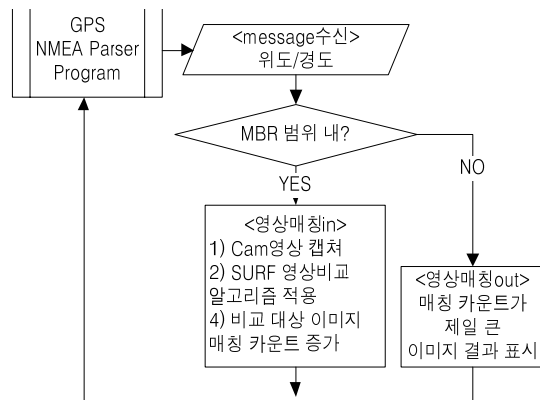 GPS
NMEA Parser
Program
<message수신>
위도/경도
MBR 범위 내?
YES
NO
<영상매칭in>
1) Cam영상 캡쳐
2) SURF 영상비교
알고리즘 적용
4) 비교 대상 이미지
매칭 카운트 증가
<영상매칭out>
매칭 카운트가
제일 큰
이미지 결과 표시